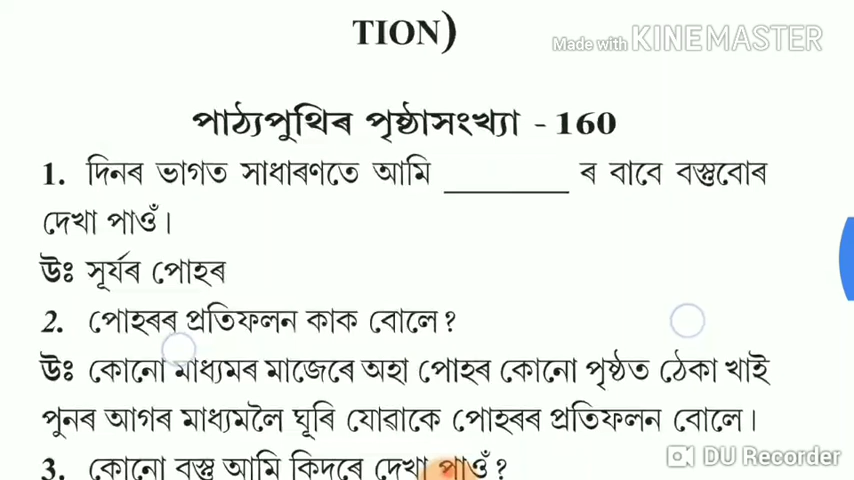 TION)
Made with KINEMASTER
পাঠ্যপুথিৰ পৃষ্ঠাসংখ্যা - 160
1. দিনৰ ভাগত সাধাৰণতে আমি ________ ৰ বাবে বস্তুবোৰ
দেখা পাওঁ।
উঃ সূৰ্যৰ পোহৰ
2. পোহৰৰ প্ৰতিফলন কাক বোলে?
উঃ কোনো মাধ্যমৰ মাজেৰে অহা পোহৰ কোনো পৃষ্ঠত ঠেকা খাই
পুনৰ আগৰ মাধ্যমলৈ ঘূৰি যোৱাকে পোহৰৰ প্ৰতিফলন বোলে।
DU Recorder
3. কোনো বস্তু আমি কিদৰে দেখা পাওঁ?